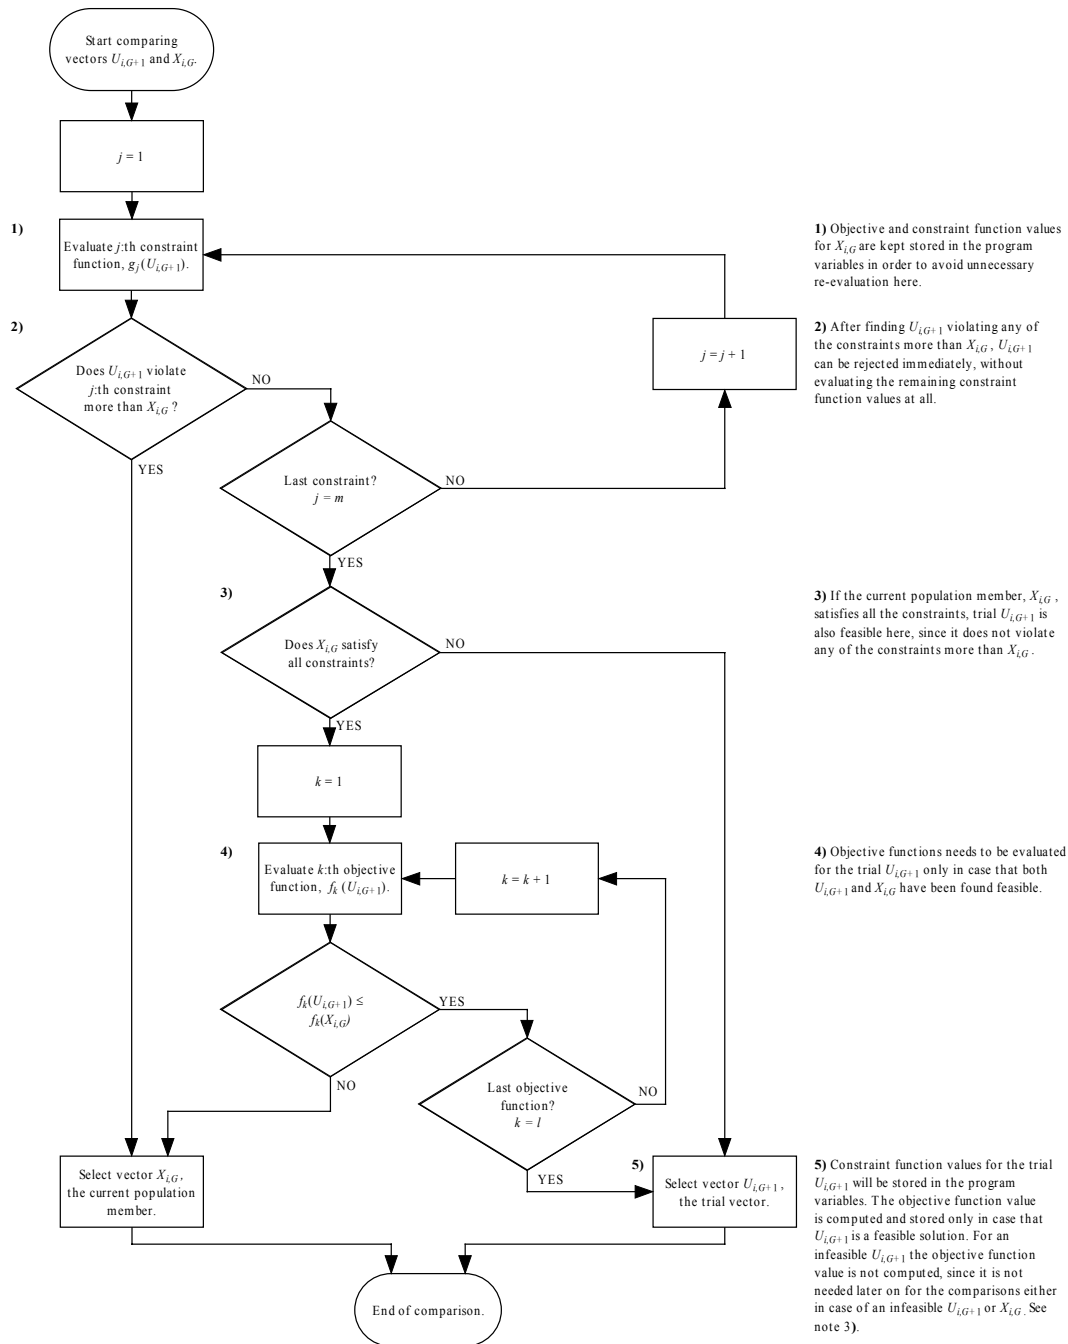 Start comparing
vectors U_{i,G+1} and X_{i,G}.
j = 1
1)
Evaluate j:th constraint
function, g_j(U_{i,G+1}).
1) Objective and constraint function values
for X_{i,G} are kept stored in the program
variables in order to avoid unnecessary
re-evaluation here.
2)
Does U_{i,G+1} violate
j:th constraint
more than X_{i,G} ?
NO
YES
j = j + 1
2) After finding U_{i,G+1} violating any of
the constraints more than X_{i,G} , U_{i,G+1}
can be rejected immediately, without
evaluating the remaining constraint
function values at all.
Last constraint?
j = m
NO
YES
3)
Does X_{i,G} satisfy
all constraints?
NO
YES
3) If the current population member, X_{i,G} ,
satisfies all the constraints, trial U_{i,G+1} is
also feasible here, since it does not violate
any of the constraints more than X_{i,G} .
k = 1
4)
Evaluate k:th objective
function, f_k (U_{i,G+1}).
k = k + 1
4) Objective functions needs to be evaluated
for the trial U_{i,G+1} only in case that both
U_{i,G+1} and X_{i,G} have been found feasible.
f_k(U_{i,G+1}) ≤
f_k(X_{i,G})
YES
NO
Last objective
function?
k = l
NO
YES
Select vector X_{i,G} ,
the current population
member.
5)
Select vector U_{i,G+1} ,
the trial vector.
5) Constraint function values for the trial
U_{i,G+1} will be stored in the program
variables. The objective function value
is computed and stored only in case that
U_{i,G+1} is a feasible solution. For an
infeasible U_{i,G+1} the objective function
value is not computed, since it is not
needed later on for the comparisons either
in case of an infeasible U_{i,G+1} or X_{i,G} . See
note 3).
End of comparison.